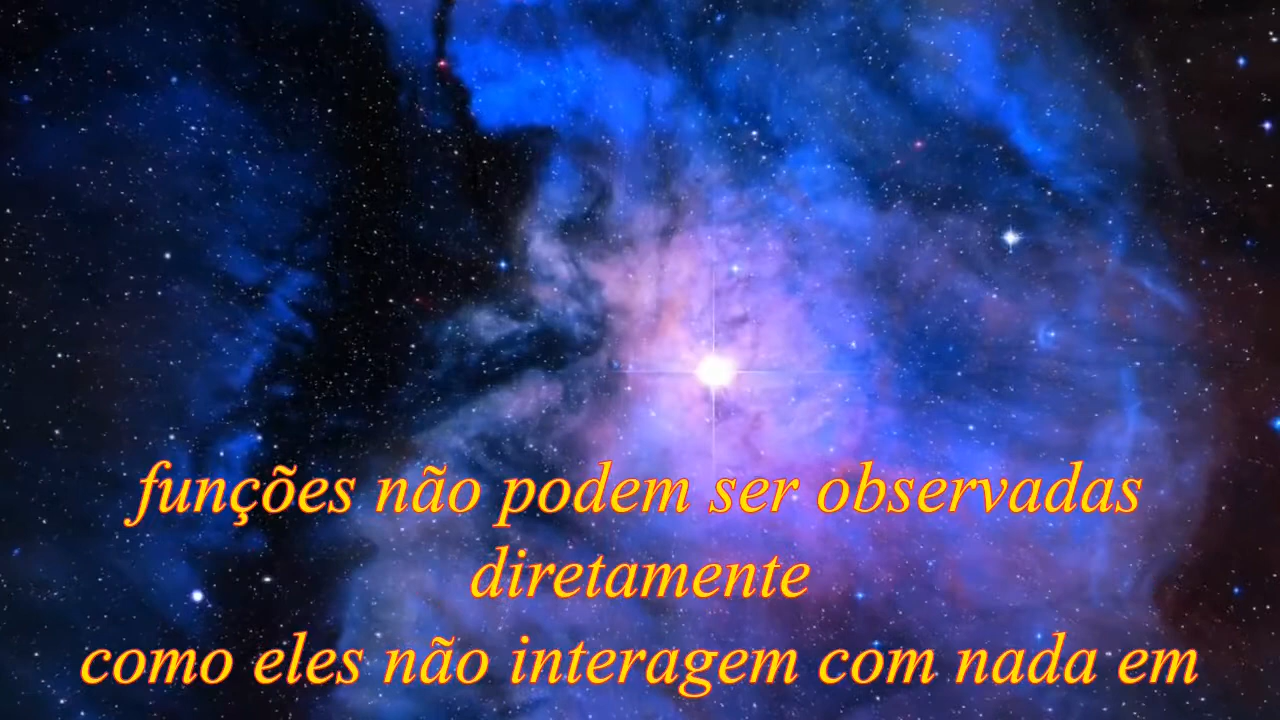 funções não podem ser observadas
diretamente
como eles não interagem com nada em